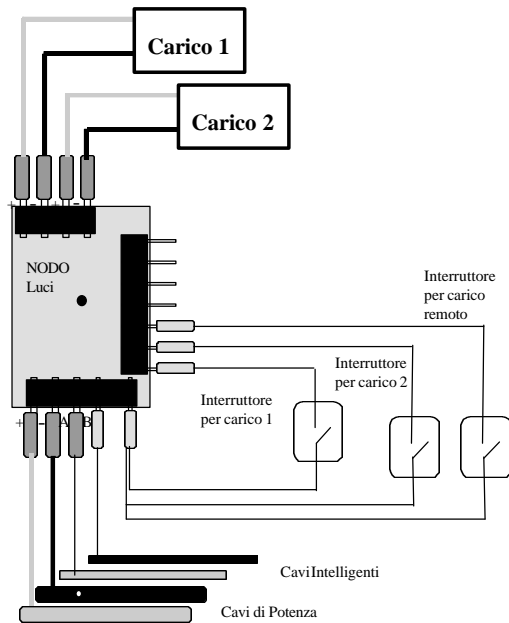 Carico 1
Carico 2
+ - + -
NODO
Luci
Interruttore
per carico
remoto
Interruttore
per carico 2
Interruttore
per carico 1
+ - A B
Cavi Intelligenti
Cavi di Potenza